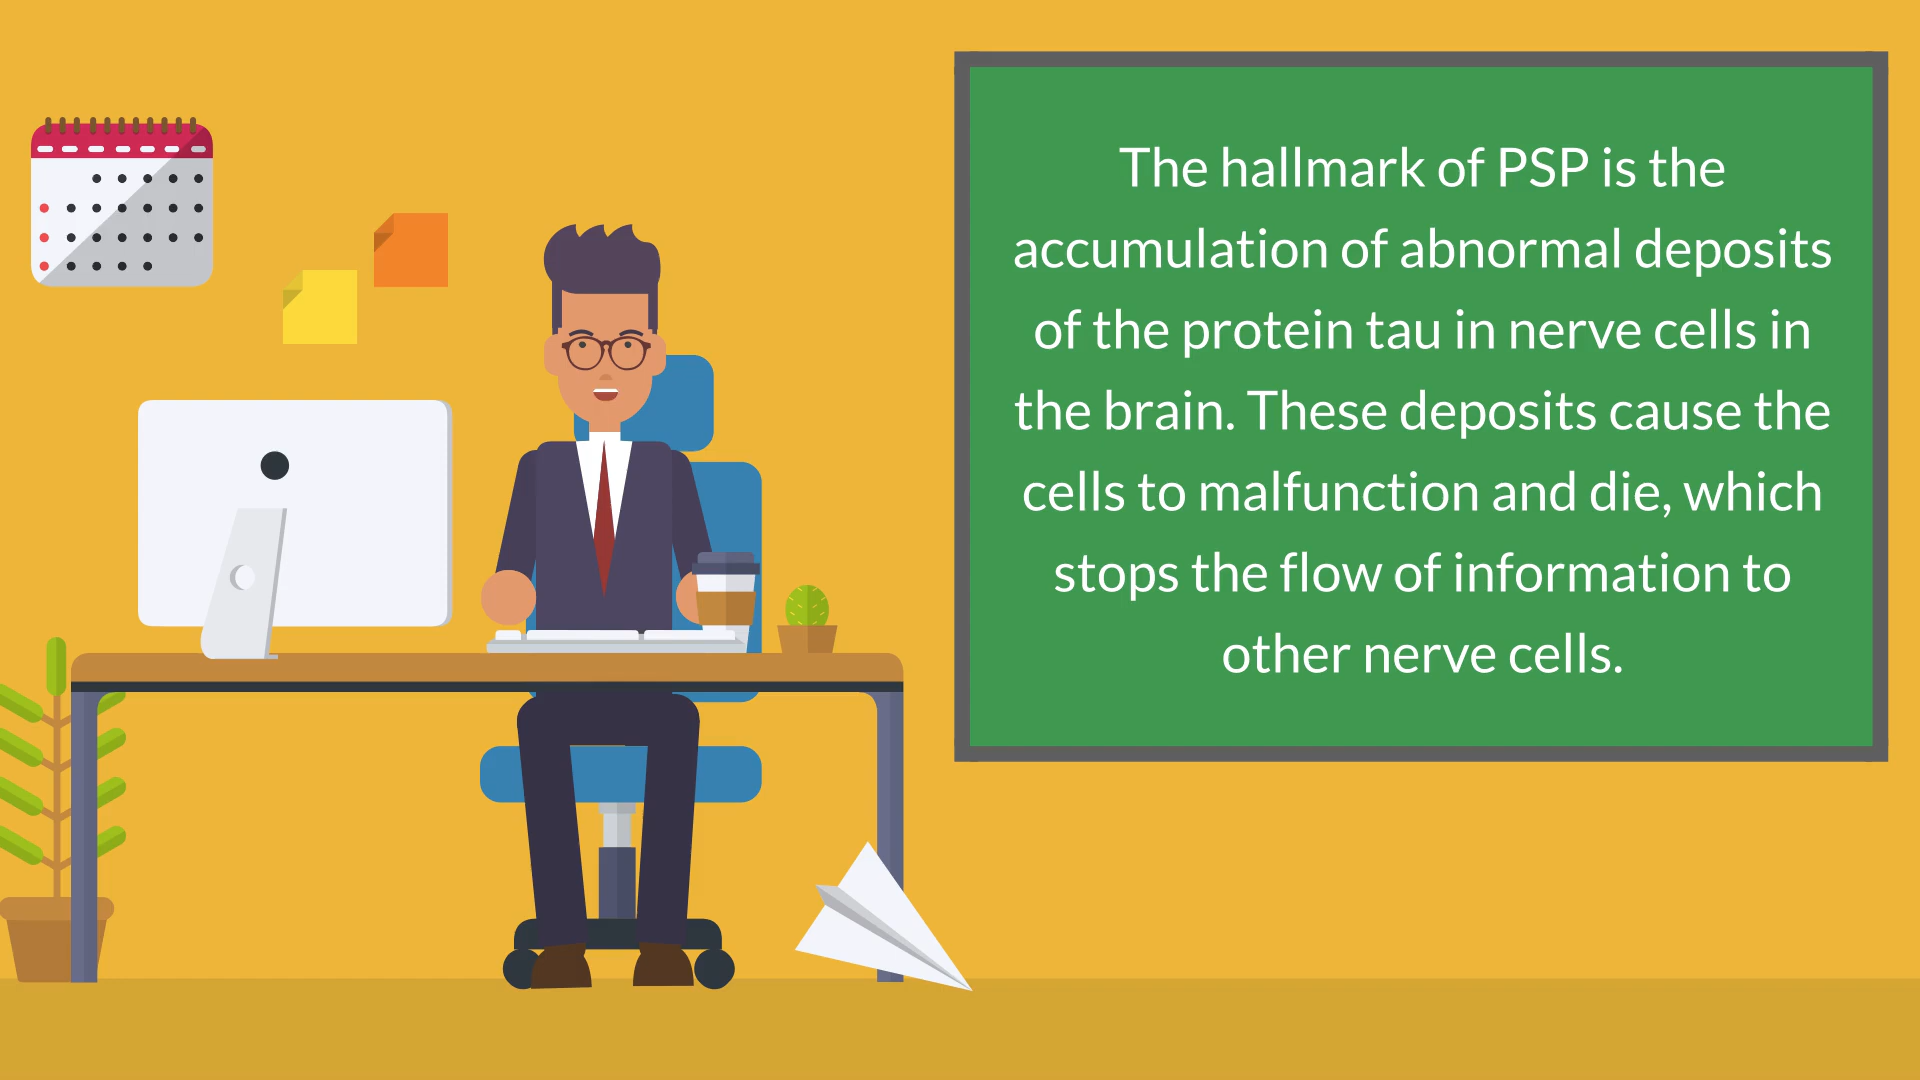 The hallmark of PSP is the
accumulation of abnormal deposits
of the protein tau in nerve cells in
the brain. These deposits cause the
cells to malfunction and die, which
stops the flow of information to
other nerve cells.